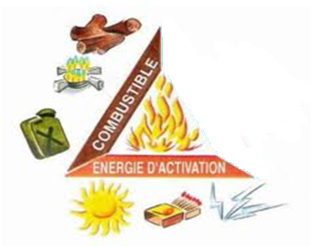 COMBUSTIBLE
ENERGIE D'ACTIVATION